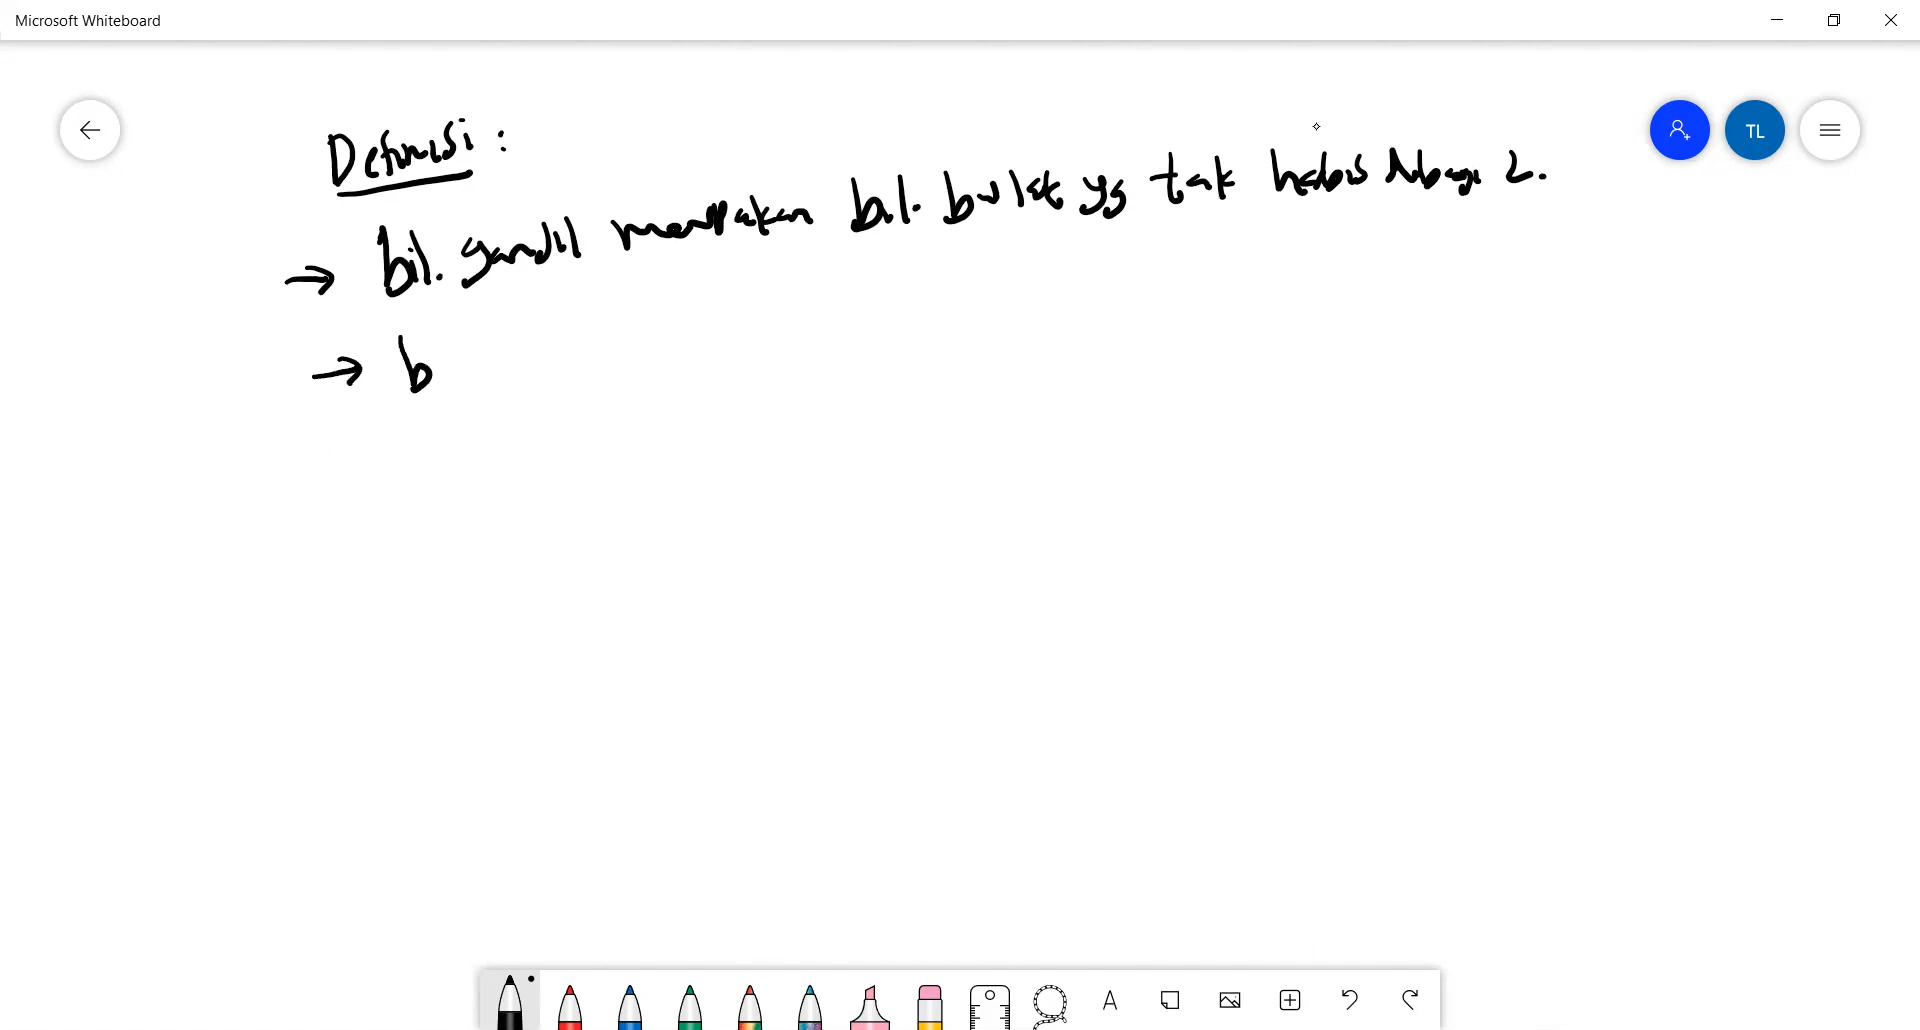 Microsoft Whiteboard
TL
Definisi :
→ bil. ganjil merupakan bil. bulat yg tak habis dibagi 2.
→ b
A